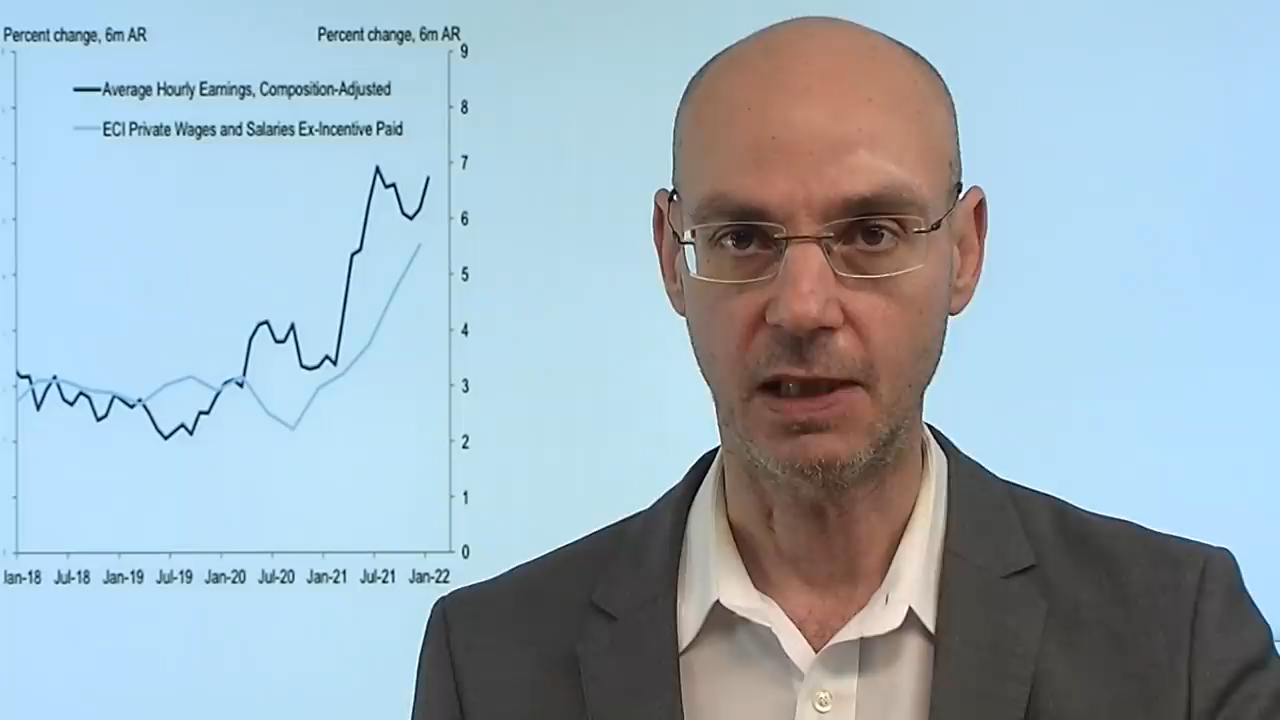 Percent change, 6m AR
Percent change, 6m AR
Average Hourly Earnings, Composition-Adjusted
ECI Private Wages and Salaries Ex-Incentive Paid
9
8
7
6
5
4
3
2
1
0
Jan-18 Jul-18 Jan-19 Jul-19 Jan-20 Jul-20 Jan-21 Jul-21 Jan-22